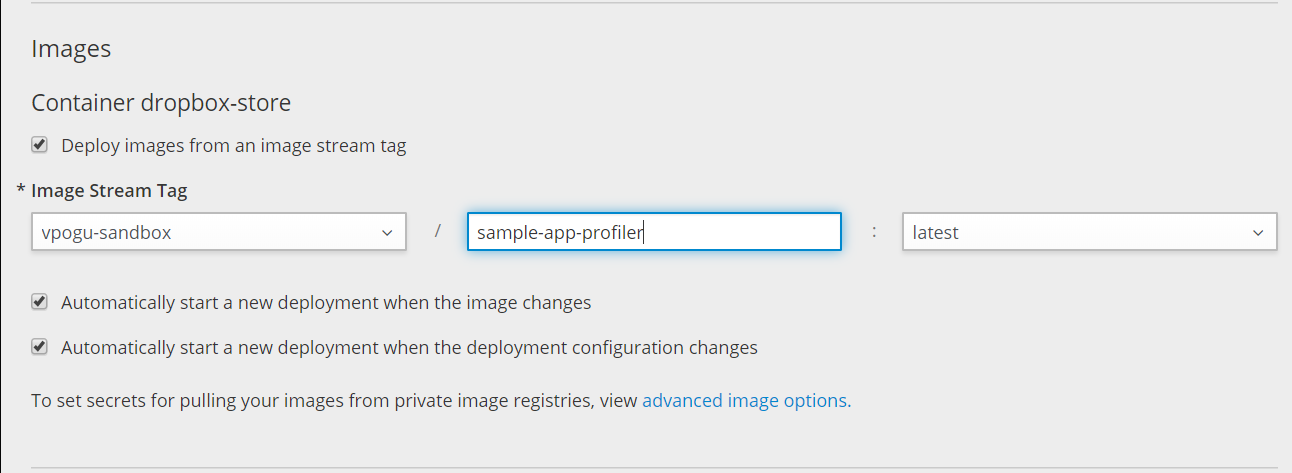 Images
Container dropbox-store
Deploy images from an image stream tag
* Image Stream Tag
vpogu-sandbox / sample-app-profiler : latest
Automatically start a new deployment when the image changes
Automatically start a new deployment when the deployment configuration changes
To set secrets for pulling your images from private image registries, view advanced image options.